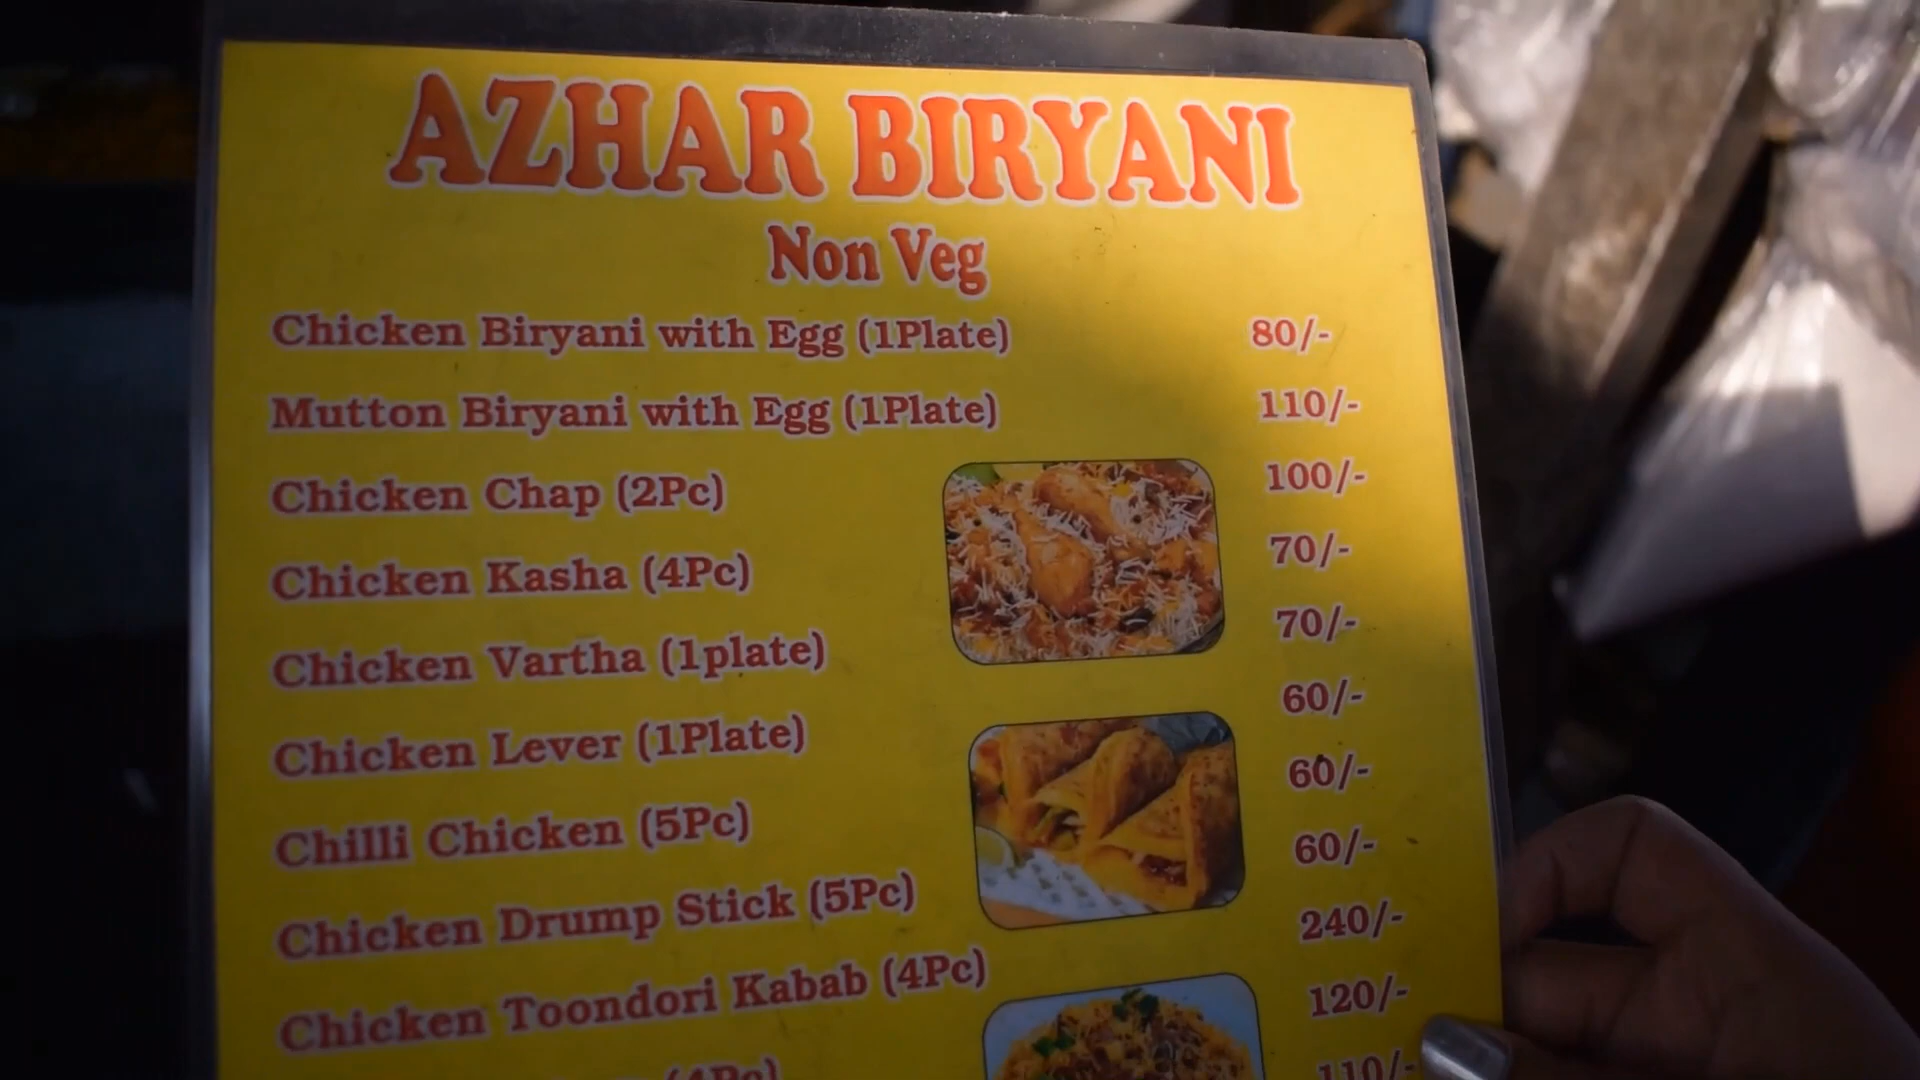 AZHAR BIRYANI
Non Veg
Chicken Biryani with Egg (1Plate) 80/-
Mutton Biryani with Egg (1Plate) 110/-
Chicken Chap (2Pc) 100/-
Chicken Kasha (4Pc) 70/-
Chicken Vartha (1plate) 70/-
Chicken Lever (1Plate) 60/-
Chilli Chicken (5Pc) 60/-
Chicken Drump Stick (5Pc) 60/-
Chicken Toondori Kabab (4Pc) 240/-
(4Pc) 120/-
110/-